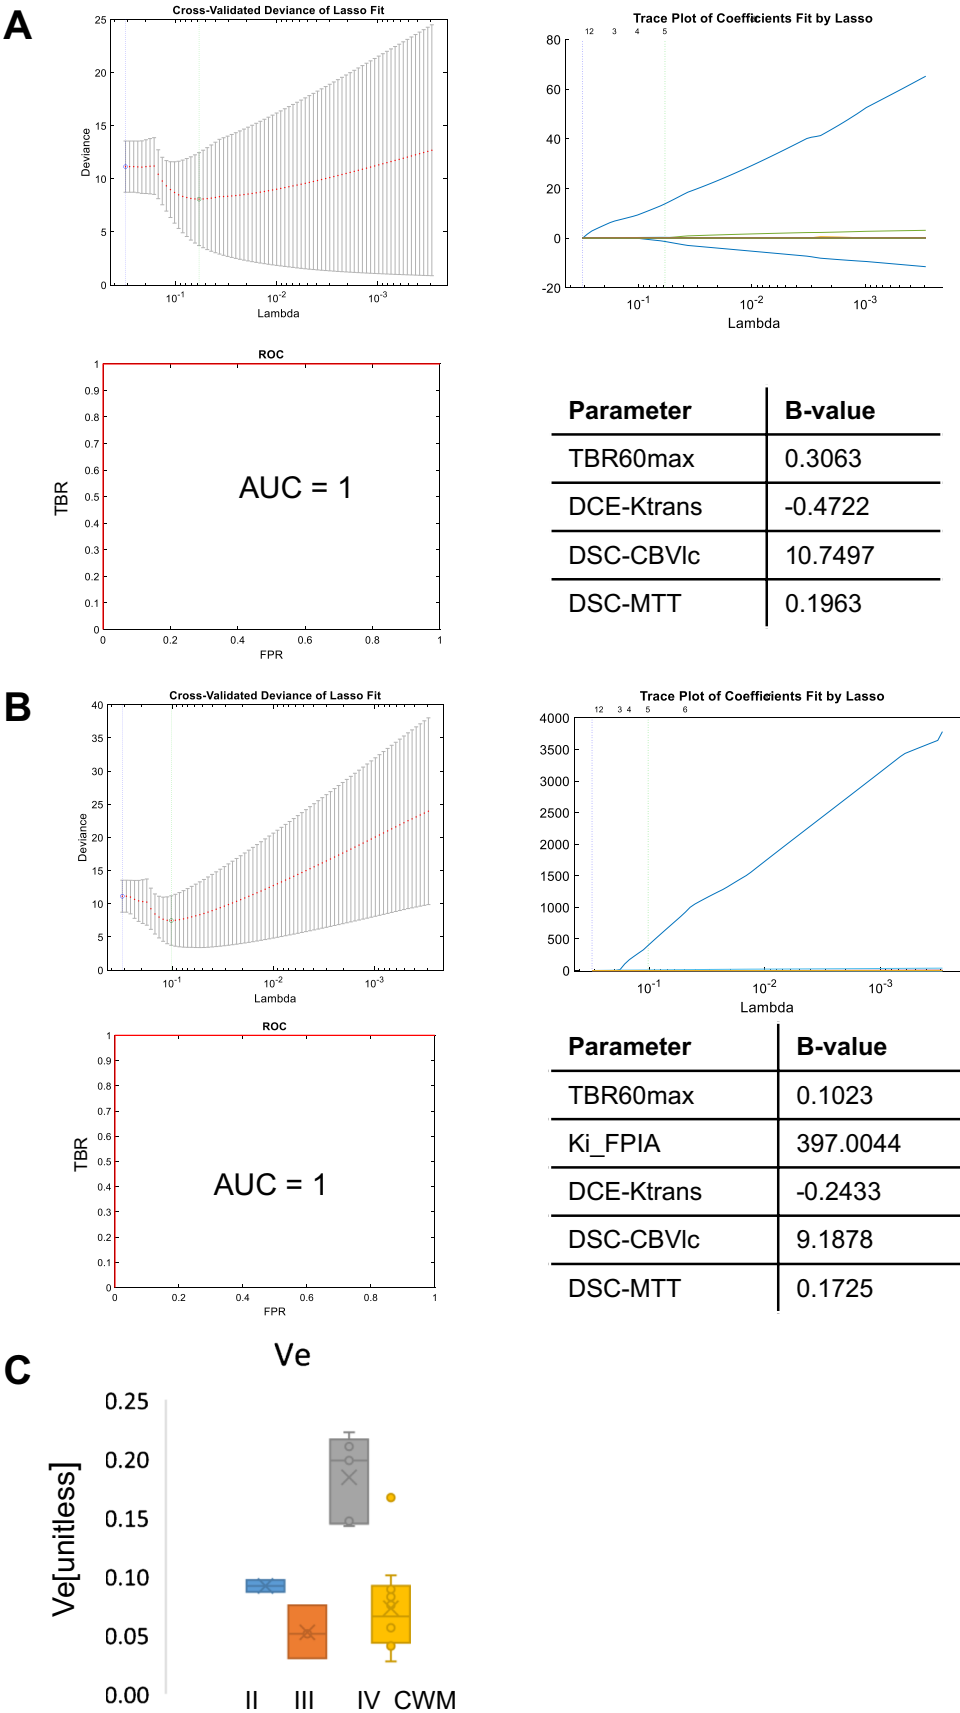 A
Cross-Validated Deviance of Lasso Fit
25
20
15
10
5
0
Deviance
10-1
10-2
10-3
Lambda
Trace Plot of Coefficients Fit by Lasso
12 3 4 5
80
60
40
20
0
-20
10-1
10-2
10-3
Lambda
ROC
1
0.9
0.8
0.7
0.6
0.5
0.4
0.3
0.2
0.1
0
TBR
AUC = 1
0 0.2 0.4 0.6 0.8 1
FPR
Parameter B-value
TBR60max 0.3063
DCE-Ktrans -0.4722
DSC-CBVlc 10.7497
DSC-MTT 0.1963
B
Cross-Validated Deviance of Lasso Fit
40
35
30
25
20
15
10
5
0
Deviance
10-1
10-2
10-3
Lambda
Trace Plot of Coefficients Fit by Lasso
12 3 4 5 6
4000
3500
3000
2500
2000
1500
1000
500
0
10-1
10-2
10-3
Lambda
ROC
1
0.9
0.8
0.7
0.6
0.5
0.4
0.3
0.2
0.1
0
TBR
AUC = 1
0 0.2 0.4 0.6 0.8 1
FPR
Parameter B-value
TBR60max 0.1023
Ki_FPIA 397.0044
DCE-Ktrans -0.2433
DSC-CBVlc 9.1878
DSC-MTT 0.1725
C
Ve
0.25
0.20
0.15
0.10
0.05
0.00
Ve[unitless]
II III IV CWM